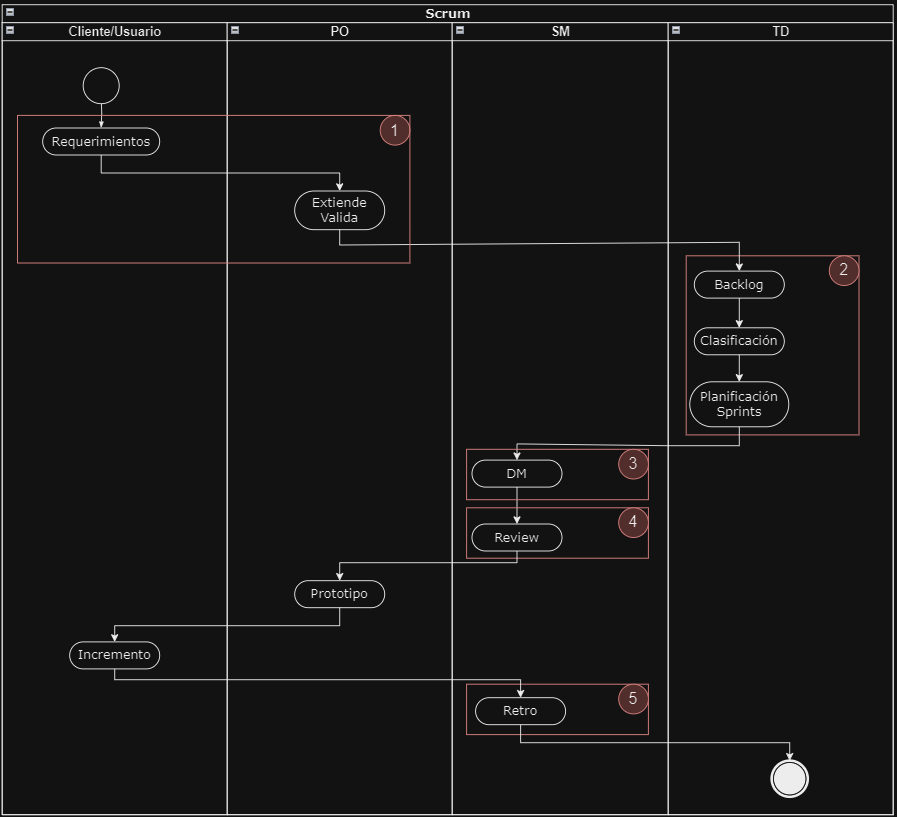 Scrum
Cliente/Usuario
PO
SM
TD
1
Requerimientos
Extiende
Valida
2
Backlog
Clasificación
Planificación
Sprints
3
DM
4
Review
Prototipo
Incremento
5
Retro